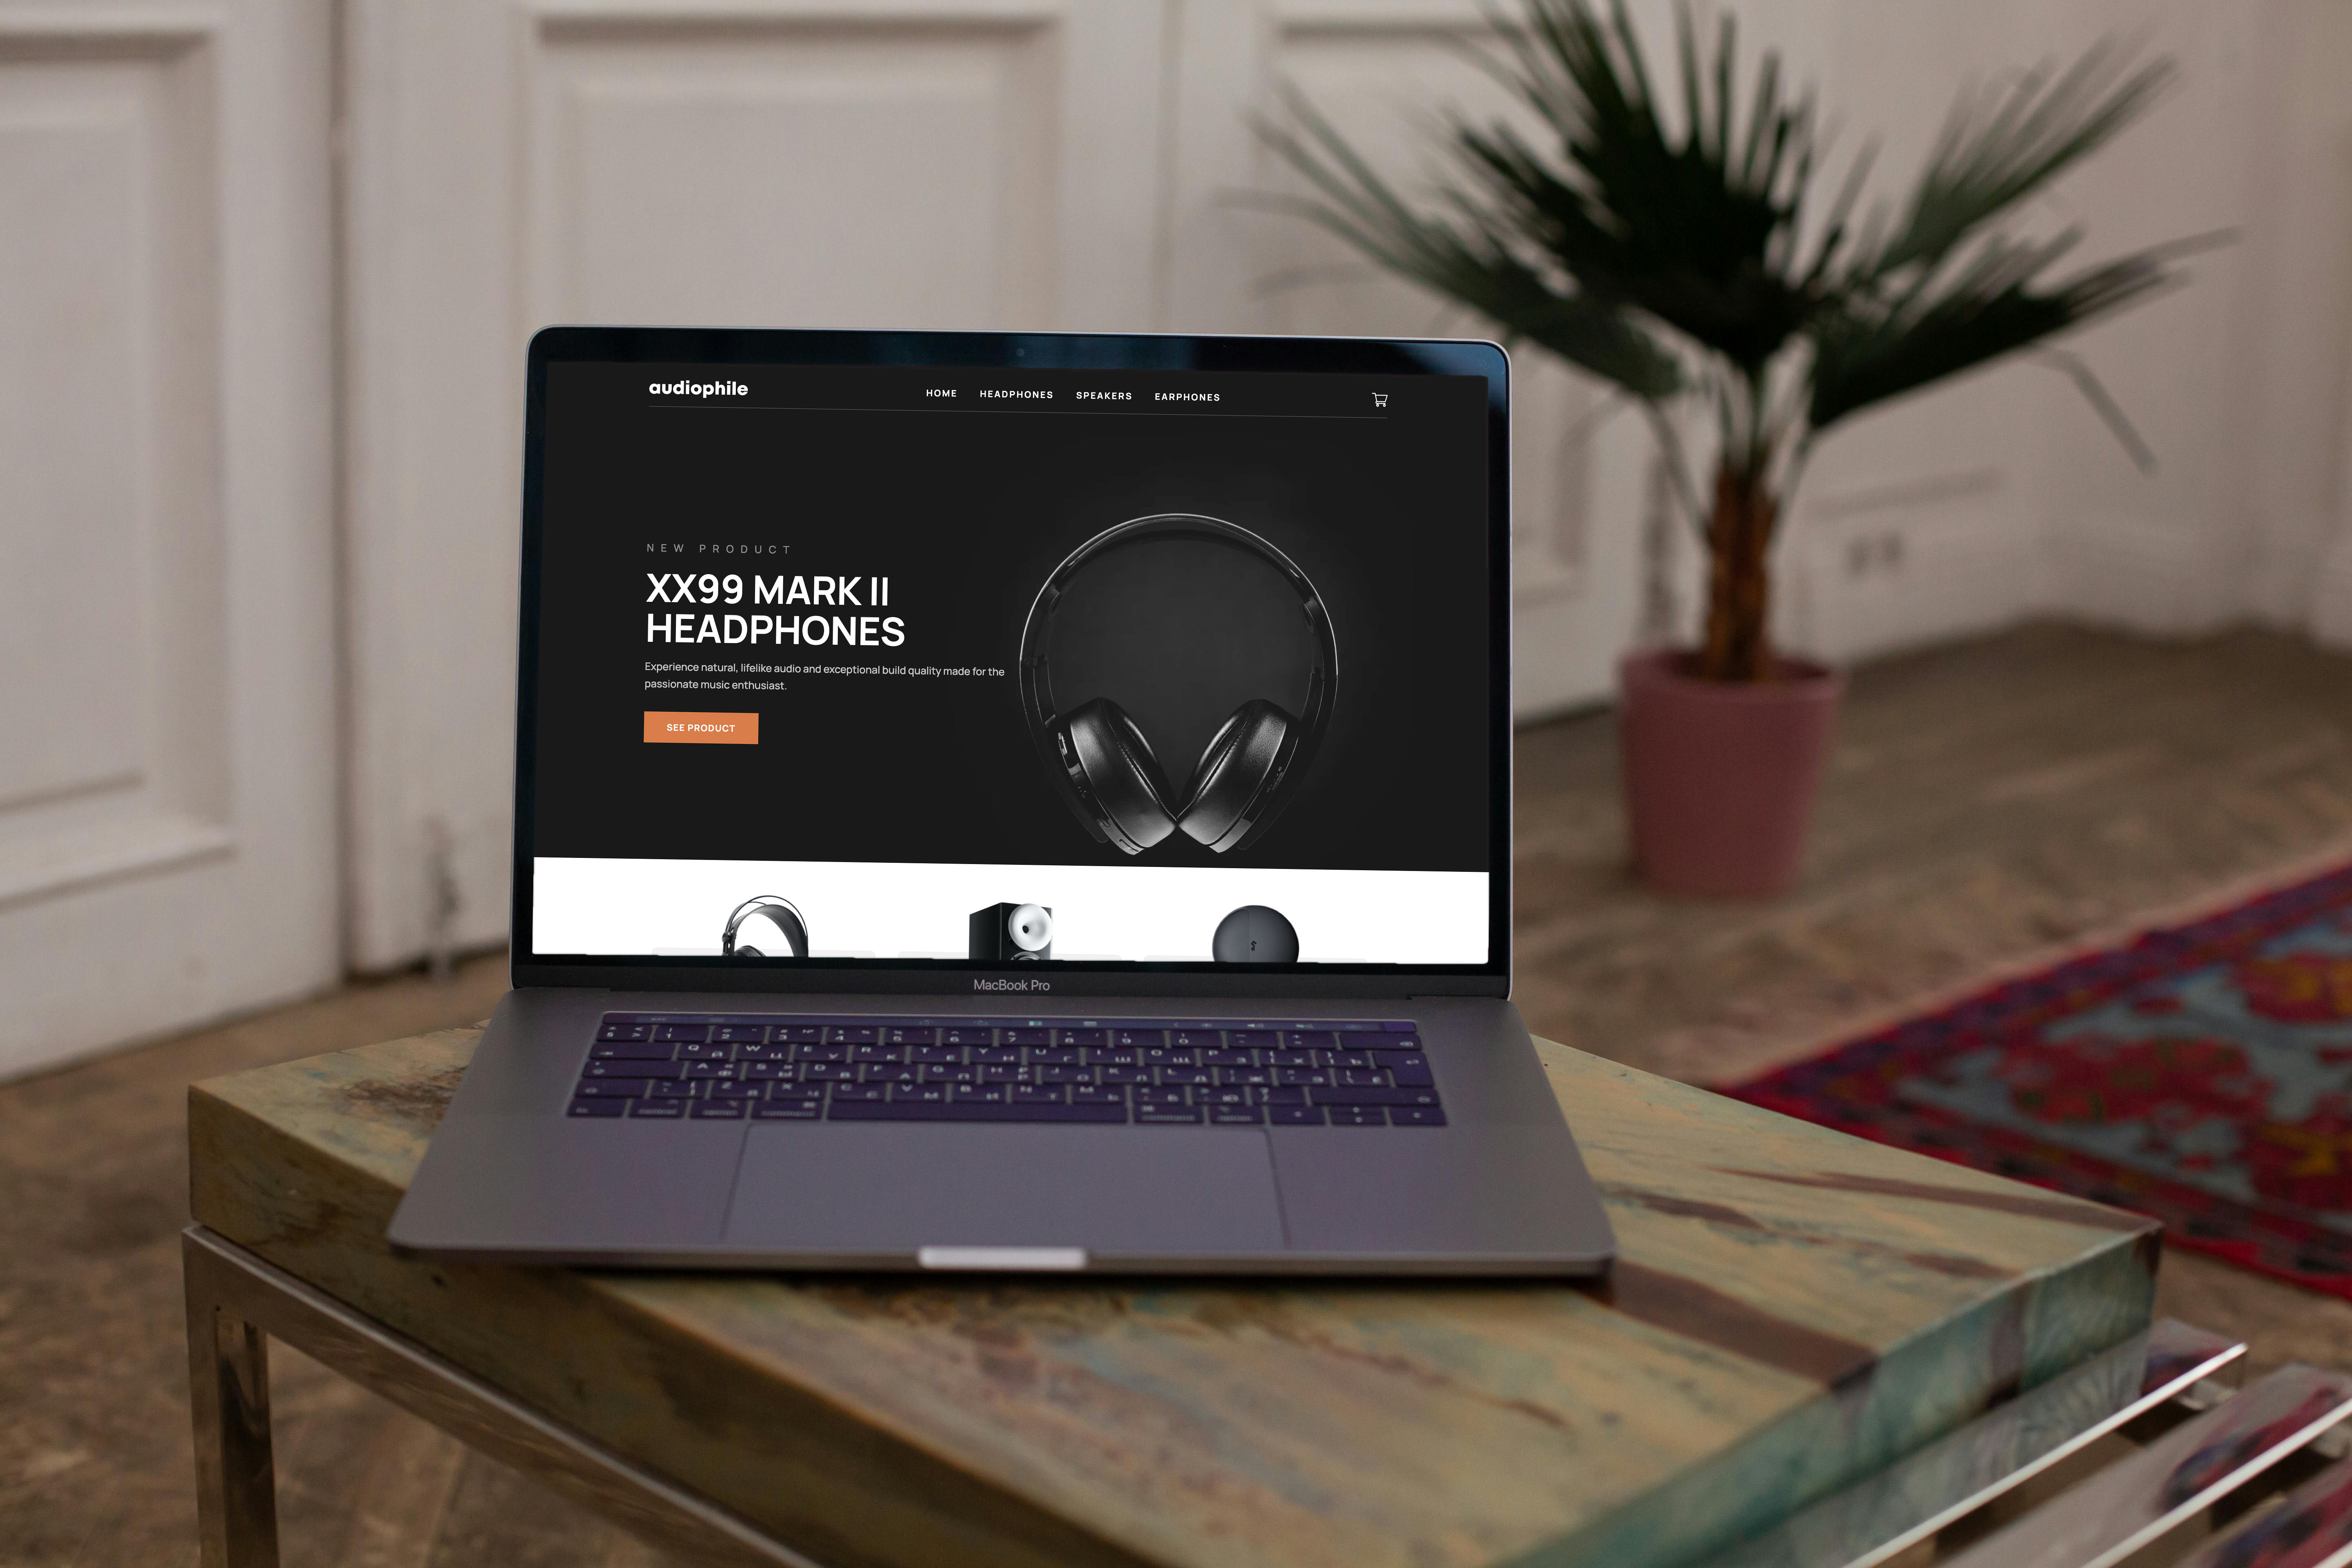 audiophile
HOME HEADPHONES SPEAKERS EARPHONES
NEW PRODUCT
XX99 MARK II
HEADPHONES
Experience natural, lifelike audio and exceptional build quality made for the
passionate music enthusiast.
SEE PRODUCT
MacBook Pro